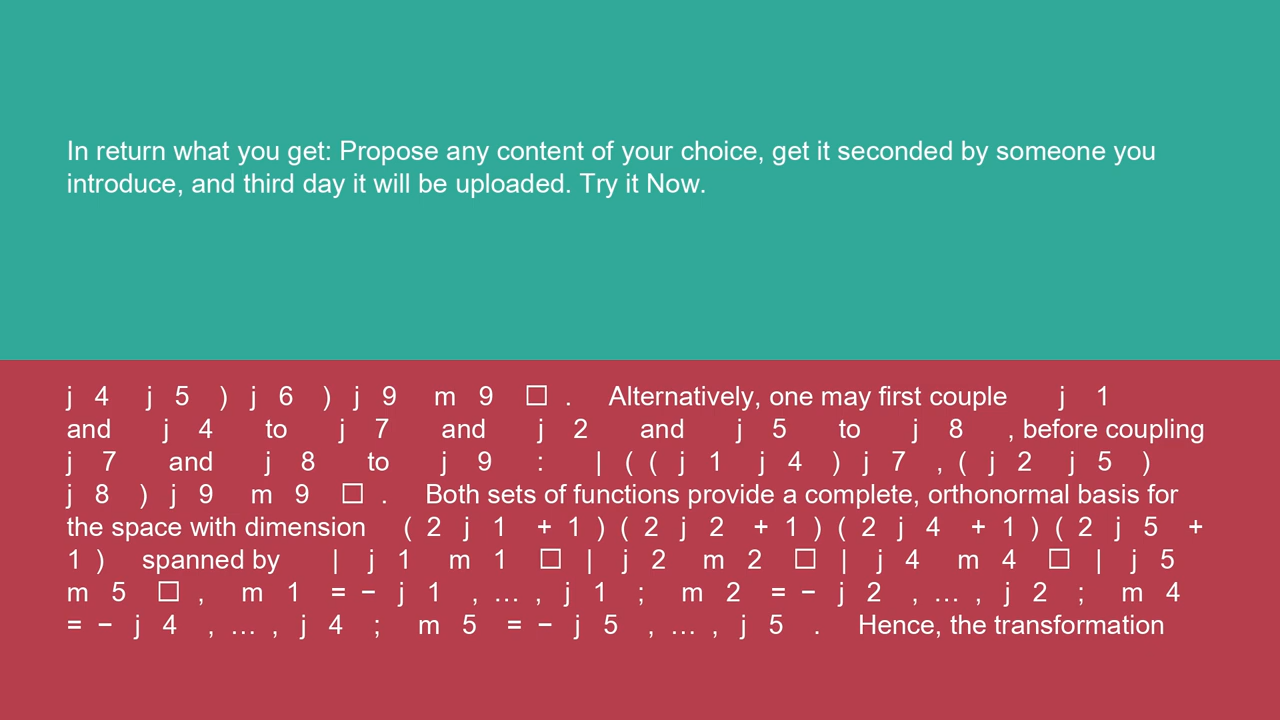 In return what you get: Propose any content of your choice, get it seconded by someone you
introduce, and third day it will be uploaded. Try it Now.
j 4 j 5 ) j 6 ) j 9 m 9 □ . Alternatively, one may first couple j 1
and j 4 to j 7 and j 2 and j 5 to j 8 , before coupling
j 7 and j 8 to j 9 : | ( ( j 1 j 4 ) j 7 , ( j 2 j 5 )
j 8 ) j 9 m 9 □ . Both sets of functions provide a complete, orthonormal basis for
the space with dimension ( 2 j 1 + 1 ) ( 2 j 2 + 1 ) ( 2 j 4 + 1 ) ( 2 j 5 +
1 ) spanned by | j 1 m 1 □ | j 2 m 2 □ | j 4 m 4 □ | j 5
m 5 □ , m 1 = − j 1 , … , j 1 ; m 2 = − j 2 , … , j 2 ; m 4
= − j 4 , … , j 4 ; m 5 = − j 5 , … , j 5 . Hence, the transformation